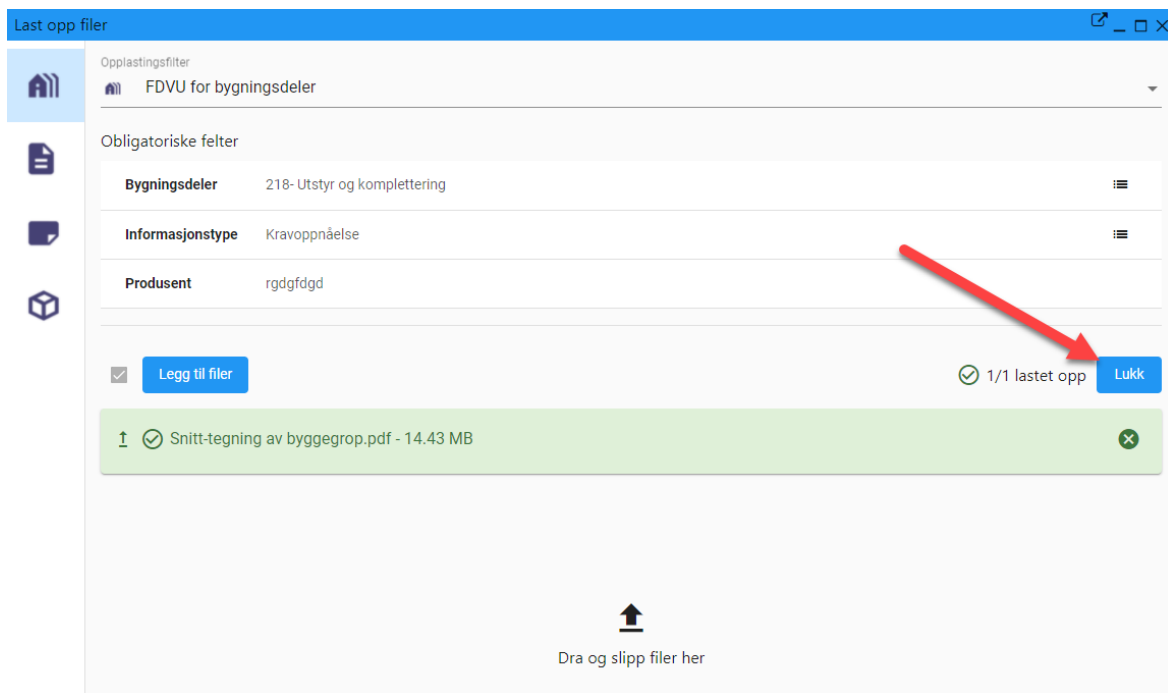 Last opp filer
Opplastingsfilter
FDVU for bygningsdeler
Obligatoriske felter
Bygningsdeler 218- Utstyr og komplettering
Informasjonstype Kravoppnåelse
Produsent rgdgfdgd
Legg til filer 1/1 lastet opp Lukk
Snitt-tegning av byggegrop.pdf - 14.43 MB
Dra og slipp filer her